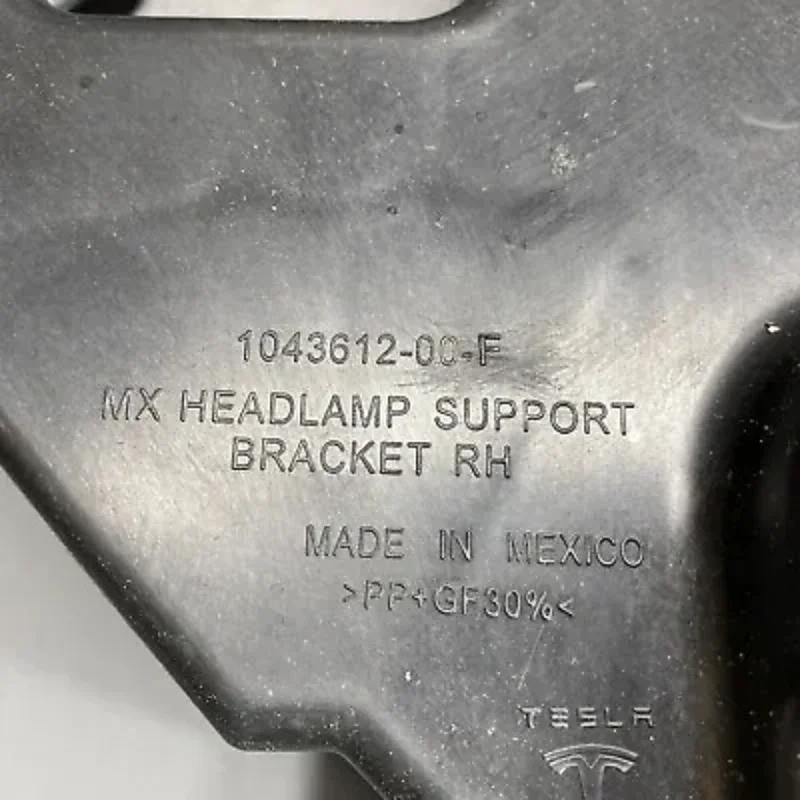 1043612-00-F
MX HEADLAMP SUPPORT
BRACKET RH
MADE IN MEXICO
>PP+GF30%<
TESLA